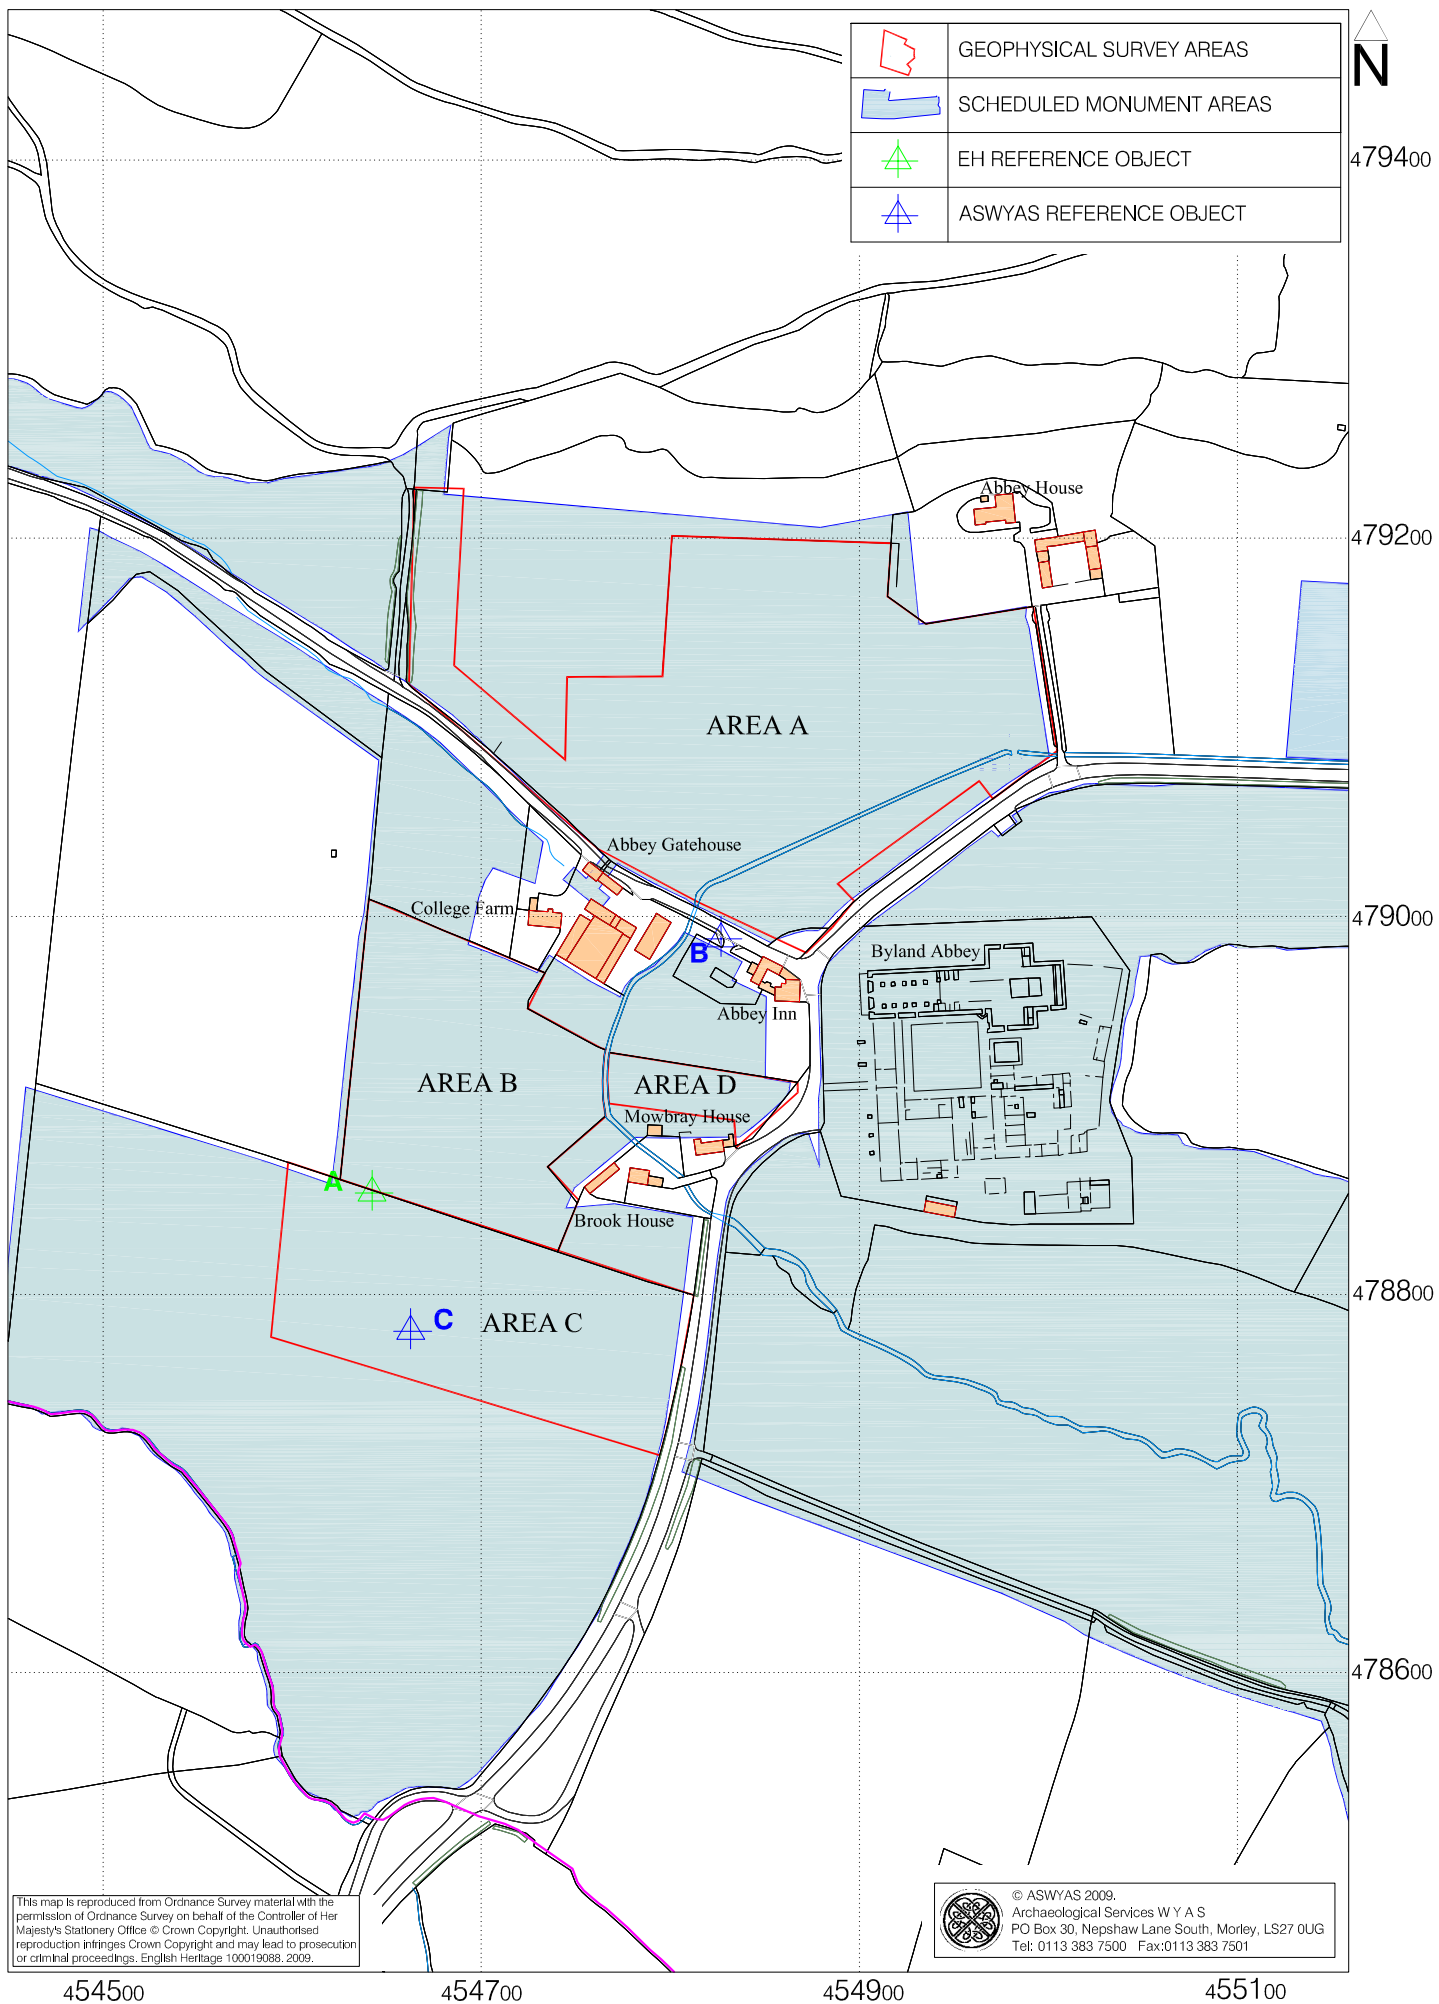 GEOPHYSICAL SURVEY AREAS
N
SCHEDULED MONUMENT AREAS
EH REFERENCE OBJECT
479400
ASWYAS REFERENCE OBJECT
Abbey House
479200
AREA A
Abbey Gatehouse
College Farm
479000
B
Byland Abbey
Abbey Inn
AREA B
AREA D
Mowbray House
A
Brook House
478800
C
AREA C
478600
This map is reproduced from Ordnance Survey material with the
permission of Ordnance Survey on behalf of the Controller of Her
Majesty's Stationery Office © Crown Copyright. Unauthorised
reproduction infringes Crown Copyright and may lead to prosecution
or criminal proceedings. English Heritage 100019088. 2009.
© ASWYAS 2009.
Archaeological Services W Y A S
PO Box 30, Nepshaw Lane South, Morley, LS27 0UG
Tel: 0113 383 7500 Fax:0113 383 7501
454500
454700
454900
455100